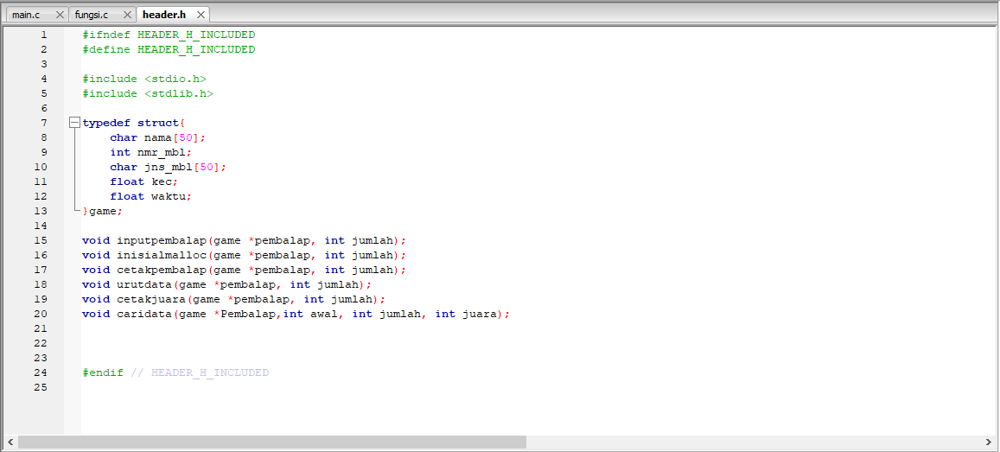 main.c fungsi.c header.h
1 #ifndef HEADER_H_INCLUDED
2 #define HEADER_H_INCLUDED
3
4 #include <stdio.h>
5 #include <stdlib.h>
6
7 typedef struct{
8 char nama[50];
9 int nmr_mbl;
10 char jns_mbl[50];
11 float kec;
12 float waktu;
13 }game;
14
15 void inputpembalap(game *pembalap, int jumlah);
16 void inisialmalloc(game *pembalap, int jumlah);
17 void cetakpembalap(game *pembalap, int jumlah);
18 void urutdata(game *pembalap, int jumlah);
19 void cetakjuara(game *pembalap, int jumlah);
20 void caridata(game *Pembalap,int awal, int jumlah, int juara);
21
22
23
24 #endif // HEADER_H_INCLUDED
25